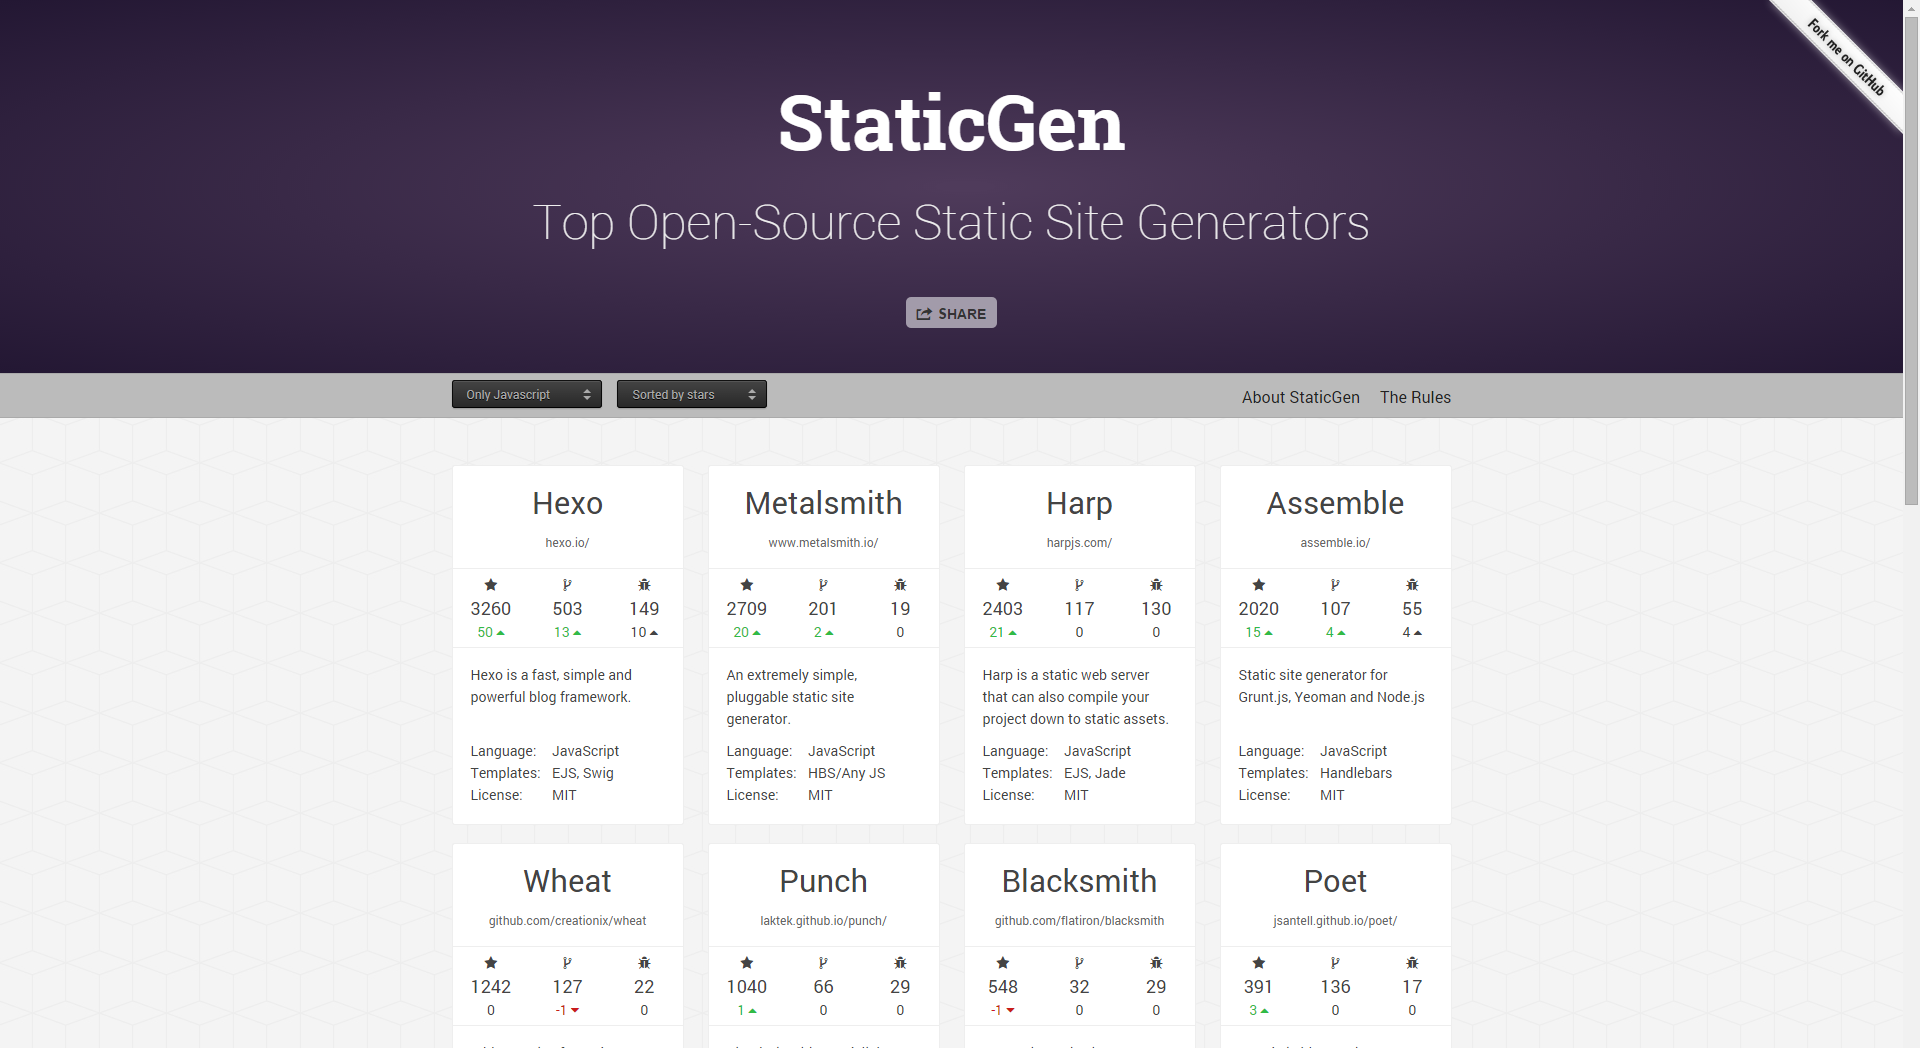 Fork me on GitHub
StaticGen
Top Open-Source Static Site Generators
SHARE
Only Javascript
Sorted by stars
About StaticGen
The Rules
Hexo
hexo.io/
3260 503 149
50 13 10
Hexo is a fast, simple and
powerful blog framework.
Language: JavaScript
Templates: EJS, Swig
License: MIT
Metalsmith
www.metalsmith.io/
2709 201 19
20 2 0
An extremely simple,
pluggable static site
generator.
Language: JavaScript
Templates: HBS/Any JS
License: MIT
Harp
harpjs.com/
2403 117 130
21 0 0
Harp is a static web server
that can also compile your
project down to static assets.
Language: JavaScript
Templates: EJS, Jade
License: MIT
Assemble
assemble.io/
2020 107 55
15 4 4
Static site generator for
Grunt.js, Yeoman and Node.js
Language: JavaScript
Templates: Handlebars
License: MIT
Wheat
github.com/creationix/wheat
1242 127 22
0 -1 0
Punch
laktek.github.io/punch/
1040 66 29
1 0 0
Blacksmith
github.com/flatiron/blacksmith
548 32 29
-1 0 0
Poet
jsantell.github.io/poet/
391 136 17
3 0 0